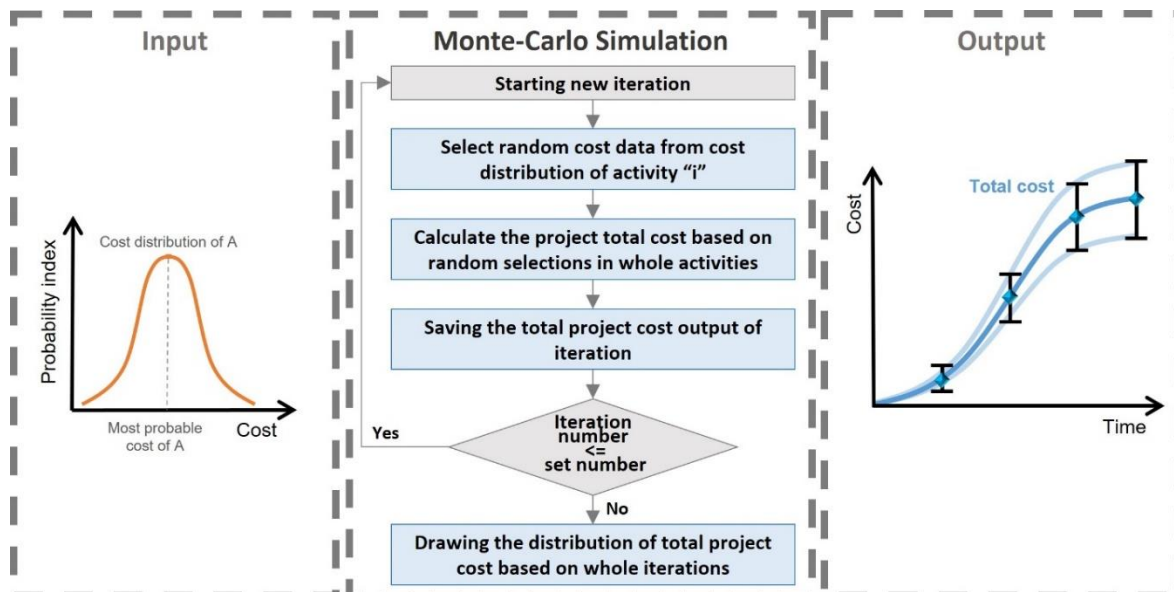 Input
Probability index
Cost distribution of A
Most probable
cost of A
Cost
Monte-Carlo Simulation
Starting new iteration
Select random cost data from cost
distribution of activity “i”
Calculate the project total cost based on
random selections in whole activities
Saving the total project cost output of
iteration
Iteration
number
<=
set number
Yes
No
Drawing the distribution of total project
cost based on whole iterations
Output
Cost
Total cost
Time